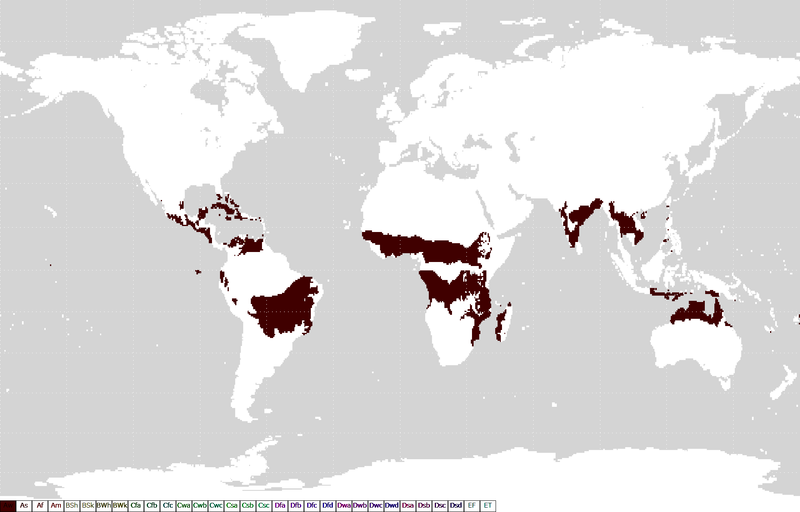 As Af Am BSh BSk BWh BWk Cfa Cfb Cfc Cwa Cwb Cwc Csa Csb Csc Dfa Dfb Dfc Dfd Dwa Dwb Dwc Dwd Dsa Dsb Dsc Dsd EF ET